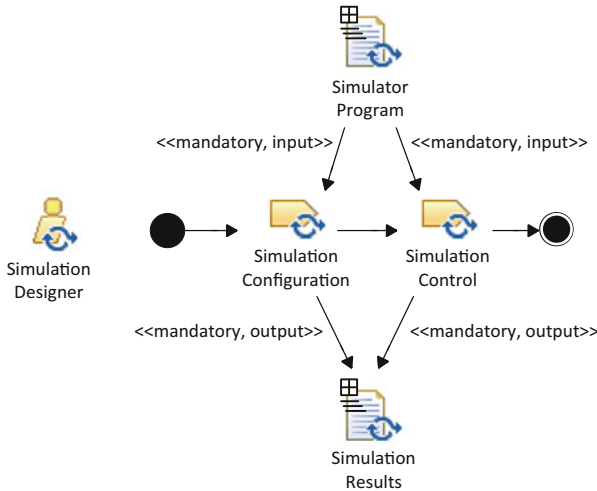 Simulator
Program
<<mandatory, input>>
<<mandatory, input>>
Simulation
Designer
Simulation
Configuration
Simulation
Control
<<mandatory, output>>
<<mandatory, output>>
Simulation
Results